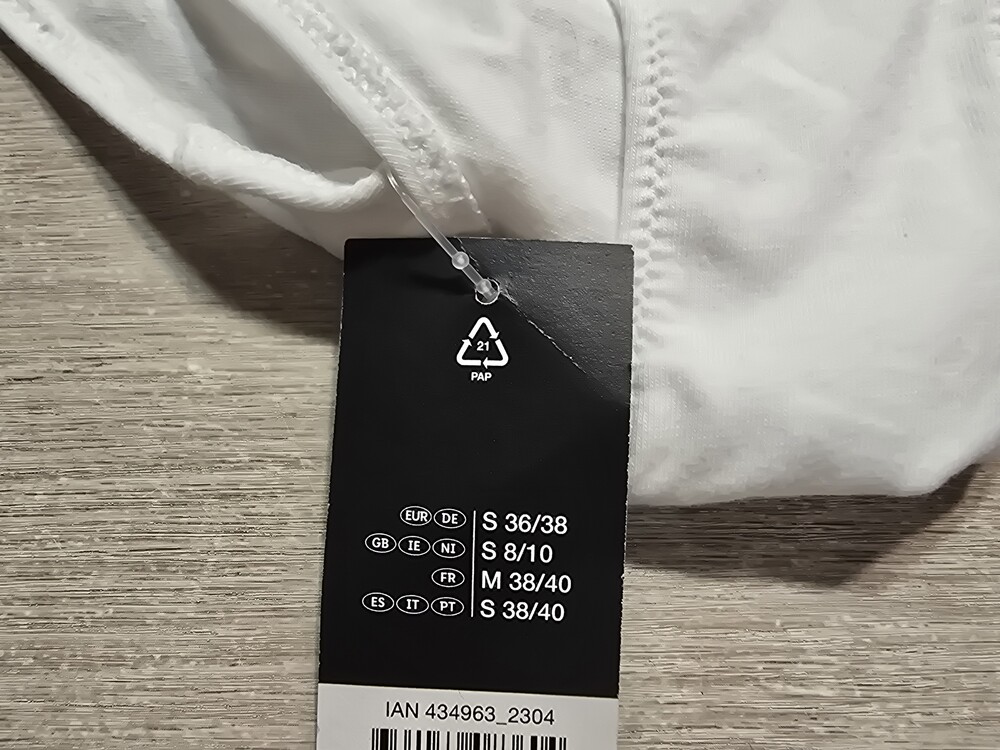 21
PAP
EUR DE S 36/38
GB IE NI S 8/10
FR M 38/40
ES IT PT S 38/40
IAN 434963_2304